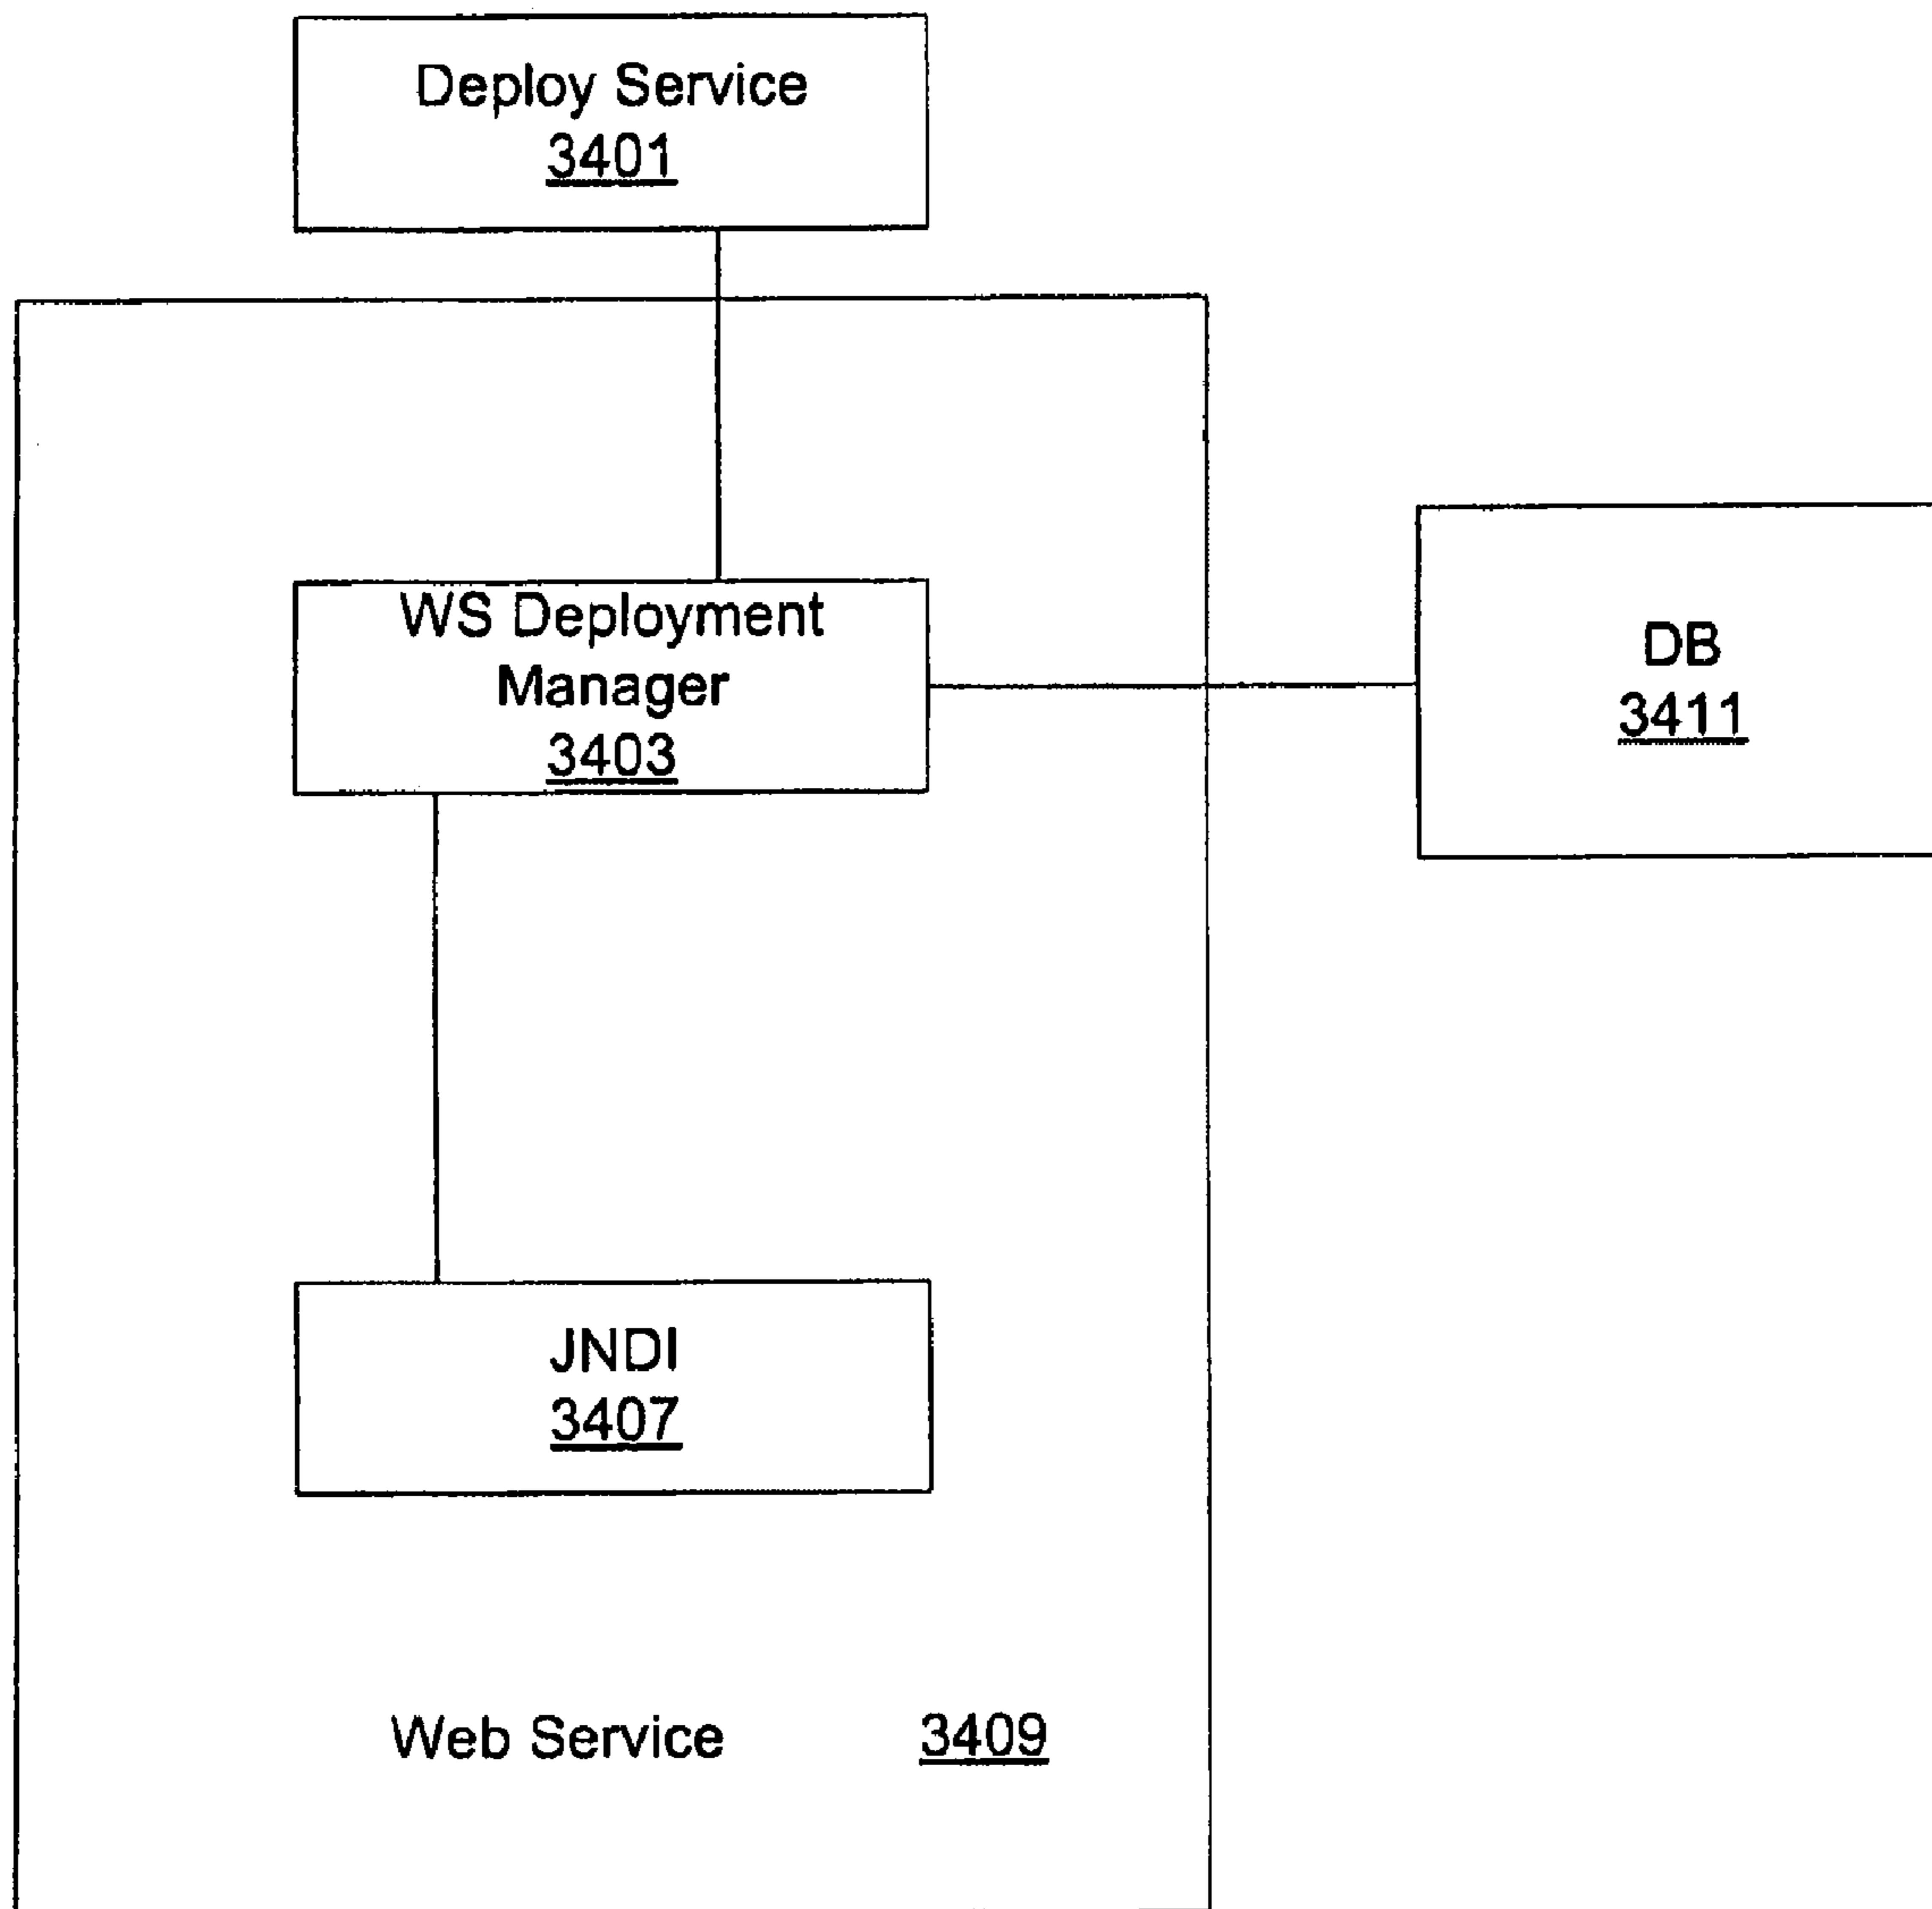 Deploy Service
3401
WS Deployment
Manager
3403
DB
3411
JNDI
3407
Web Service 3409